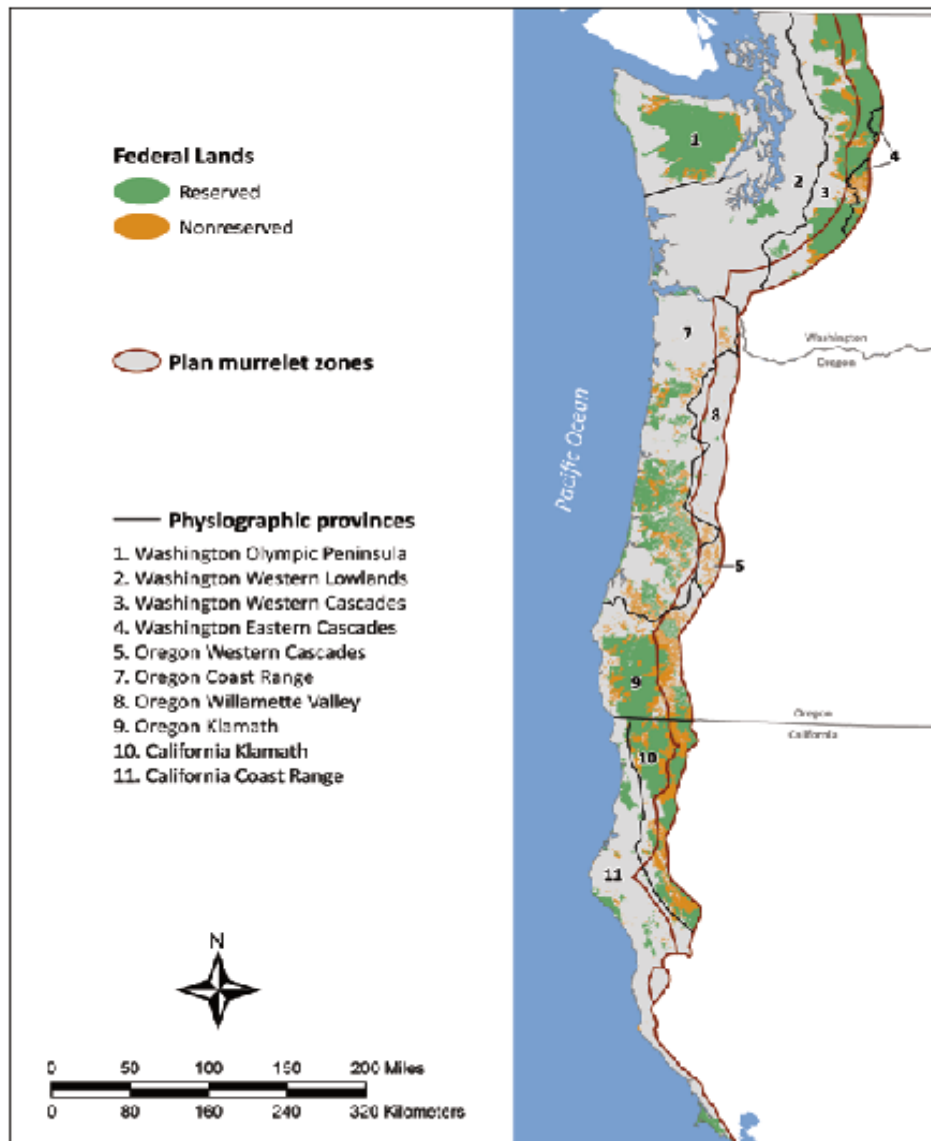 Federal Lands
Reserved
Nonreserved
Plan murrelet zones
Physiographic provinces
1. Washington Olympic Peninsula
2. Washington Western Lowlands
3. Washington Western Cascades
4. Washington Eastern Cascades
5. Oregon Western Cascades
7. Oregon Coast Range
8. Oregon Willamette Valley
9. Oregon Klamath
10. California Klamath
11. California Coast Range
N
0 50 100 150 200 Miles
0 80 160 240 320 Kilometers
1
2
3
4
7
Washington
Oregon
Pacific Ocean
8
5
9
Oregon
California
10
11